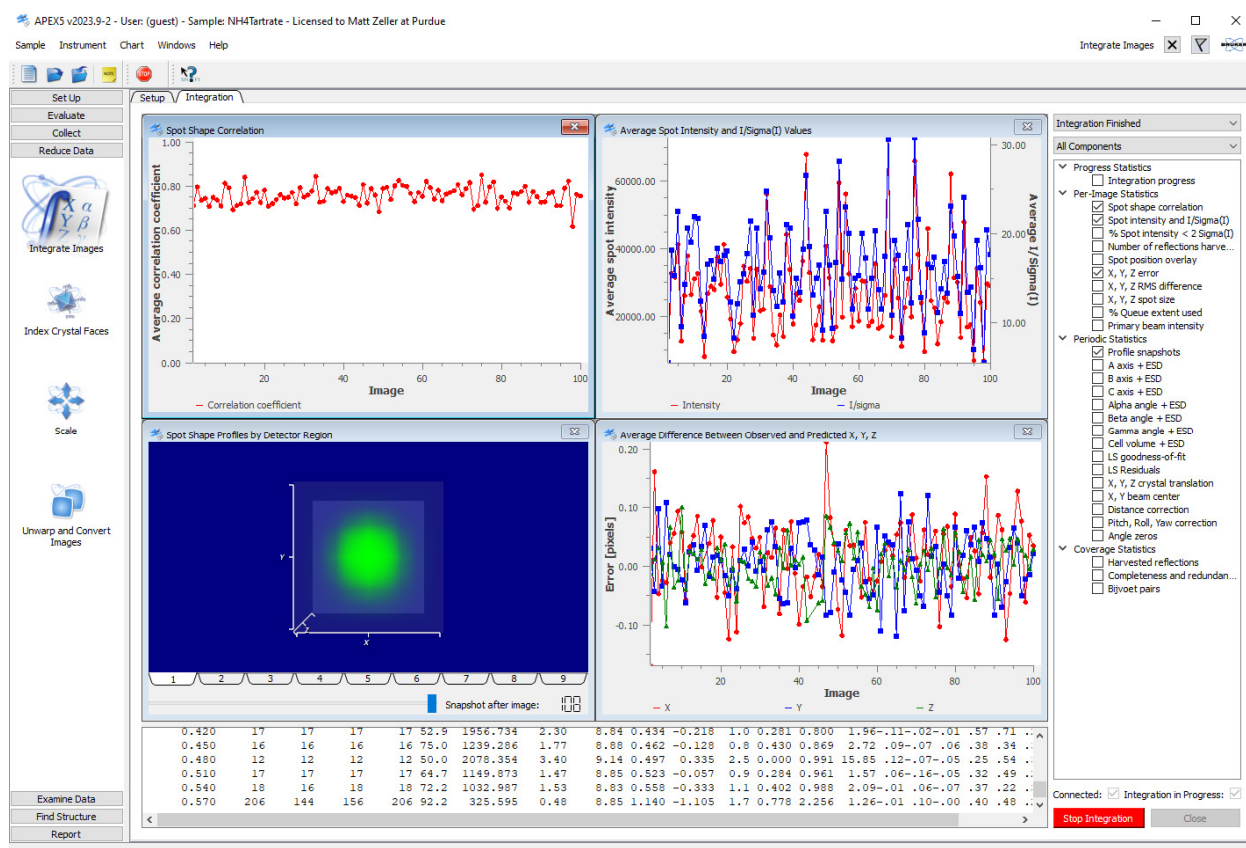 APEX5 v2023.9-2 - User: (guest) - Sample: NH4Tartrate - Licensed to Matt Zeller at Purdue
Sample Instrument Chart Windows Help
Integrate Images
BRUKER
NOTE
STOP
Set Up
Evaluate
Collect
Reduce Data
Integrate Images
Index Crystal Faces
Scale
Unwarp and Convert
Images
Examine Data
Find Structure
Report
Setup Integration
Spot Shape Correlation
Average correlation coefficient
1.00
0.80
0.60
0.40
0.20
0.00
20 40 60 80 100
Image
— Correlation coefficient
Average Spot Intensity and I/Sigma(I) Values
Average spot intensity
60000.00
40000.00
20000.00
30.00
20.00
10.00
Average I/Sigma(I)
20 40 60 80 100
Image
— Intensity — I/sigma
Spot Shape Profiles by Detector Region
Y
Z
X
1 2 3 4 5 6 7 8 9
Snapshot after image: 100
Average Difference Between Observed and Predicted X, Y, Z
Error [pixels]
0.20
0.10
0.00
-0.10
20 40 60 80 100
Image
— X — Y — Z
0.420 17 17 17 17 52.9 1956.734 2.30 8.84 0.434 -0.218 1.0 0.281 0.800 1.96-.11-.02-.01 .57 .71 .
0.450 16 16 16 16 75.0 1239.286 1.77 8.88 0.462 -0.128 0.8 0.430 0.869 2.72 .09-.07 .06 .38 .34 .
0.480 12 12 12 12 50.0 2078.354 3.40 9.14 0.497 0.335 2.5 0.000 0.991 15.85 .12-.07-.05 .25 .54 .
0.510 17 17 17 17 64.7 1149.873 1.47 8.85 0.523 -0.057 0.9 0.284 0.961 1.57 .06-.16-.05 .32 .49 .
0.540 18 16 18 18 72.2 1032.987 1.53 8.83 0.558 -0.333 1.1 0.402 0.988 2.09-.01 .06-.07 .37 .22 .
0.570 206 144 156 206 92.2 325.595 0.48 8.85 1.140 -1.105 1.7 0.778 2.256 1.26-.01 .10-.00 .40 .48 .
Integration Finished
All Components
Progress Statistics
Integration progress
Per-Image Statistics
Spot shape correlation
Spot intensity and I/Sigma(I)
% Spot intensity < 2 Sigma(I)
Number of reflections harve...
Spot position overlay
X, Y, Z error
X, Y, Z RMS difference
X, Y, Z spot size
% Queue extent used
Primary beam intensity
Periodic Statistics
Profile snapshots
A axis + ESD
B axis + ESD
C axis + ESD
Alpha angle + ESD
Beta angle + ESD
Gamma angle + ESD
Cell volume + ESD
LS goodness-of-fit
LS Residuals
X, Y, Z crystal translation
X, Y beam center
Distance correction
Pitch, Roll, Yaw correction
Angle zeros
Coverage Statistics
Harvested reflections
Completeness and redundan...
Bijvoet pairs
Connected: Integration in Progress:
Stop Integration Close